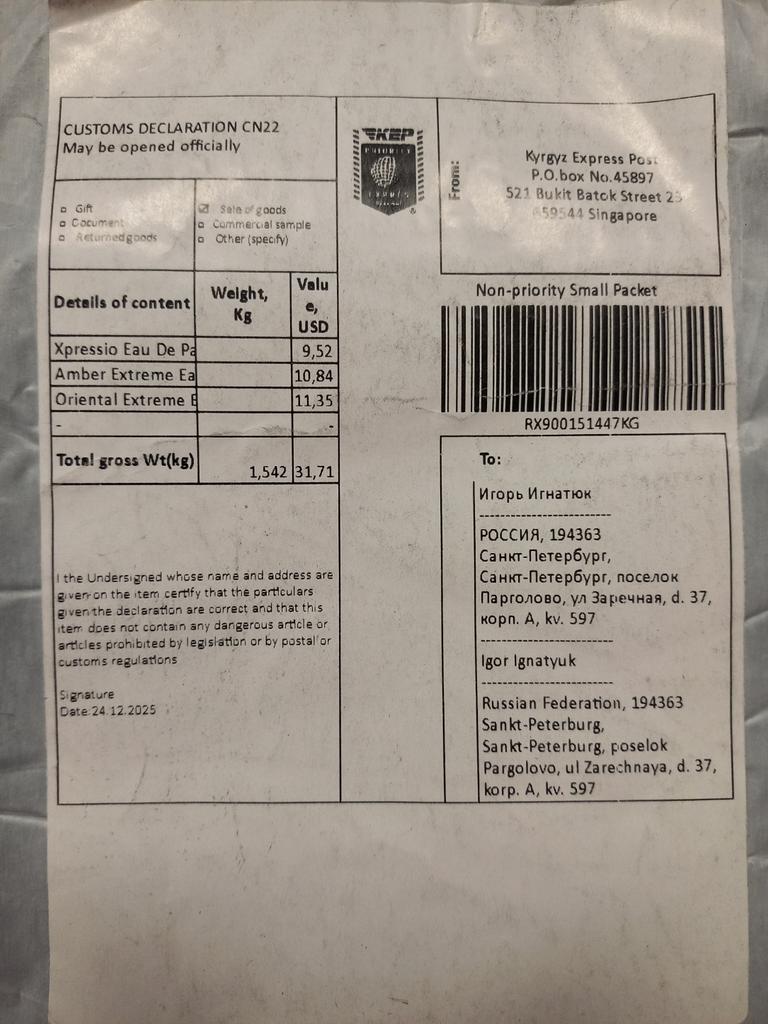 CUSTOMS DECLARATION CN22
May be opened officially
Gift
Document
Returned goods
Sale of goods
Commercial sample
Other (specify)
Details of content
Weight, Kg
Valu
e,
USD
Xpressio Eau De Pa
9,52
Amber Extreme Ea
10,84
Oriental Extreme E
11,35
-
-
Total gross Wt(kg)
1,542
31,71
I the Undersigned whose name and address are
given on the item certify that the particulars
given the declaration are correct and that this
item does not contain any dangerous article or
articles prohibited by legislation or by postal or
customs regulations
Signature
Date:24.12.2025
KEP
PRIORITY
EXPRESS
®
From:
Kyrgyz Express Post
P.O.box No.45897
521 Bukit Batok Street 23
659544 Singapore
Non-priority Small Packet
RX900151447KG
To:
Игорь Игнатюк
------------------------
РОССИЯ, 194363
Санкт-Петербург,
Санкт-Петербург, поселок
Парголово, ул Заречная, d. 37,
корп. А, kv. 597
------------------------
Igor Ignatyuk
------------------------
Russian Federation, 194363
Sankt-Peterburg,
Sankt-Peterburg, poselok
Pargolovo, ul Zarechnaya, d. 37,
korp. A, kv. 597